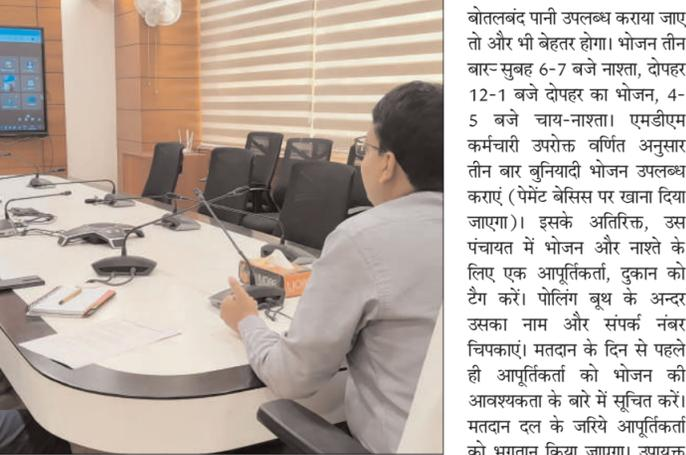 बोतलबंद पानी उपलब्ध कराया जाए
तो और भी बेहतर होगा। भोजन तीन
बार- सुबह 6-7 बजे नाश्ता, दोपहर
12-1 बजे दोपहर का भोजन, 4-
5 बजे चाय-नाश्ता। एमडीएम
कर्मचारी उपरोक्त वर्णित अनुसार
तीन बार बुनियादी भोजन उपलब्ध
कराएं (पेमेंट बेसिस पर खाना दिया
जाएगा)। इसके अतिरिक्त, उस
पंचायत में भोजन और नाश्ते के
लिए एक आपूर्तिकर्ता, दुकान को
टैग करें। पोलिंग बूथ के अन्दर
उसका नाम और संपर्क नंबर
चिपकाएं। मतदान के दिन से पहले
ही आपूर्तिकर्ता को भोजन की
आवश्यकता के बारे में सूचित करें।
मतदान दल के जरिये आपूर्तिकर्ता
को भुगतान किया जाएगा। उपायुक्त